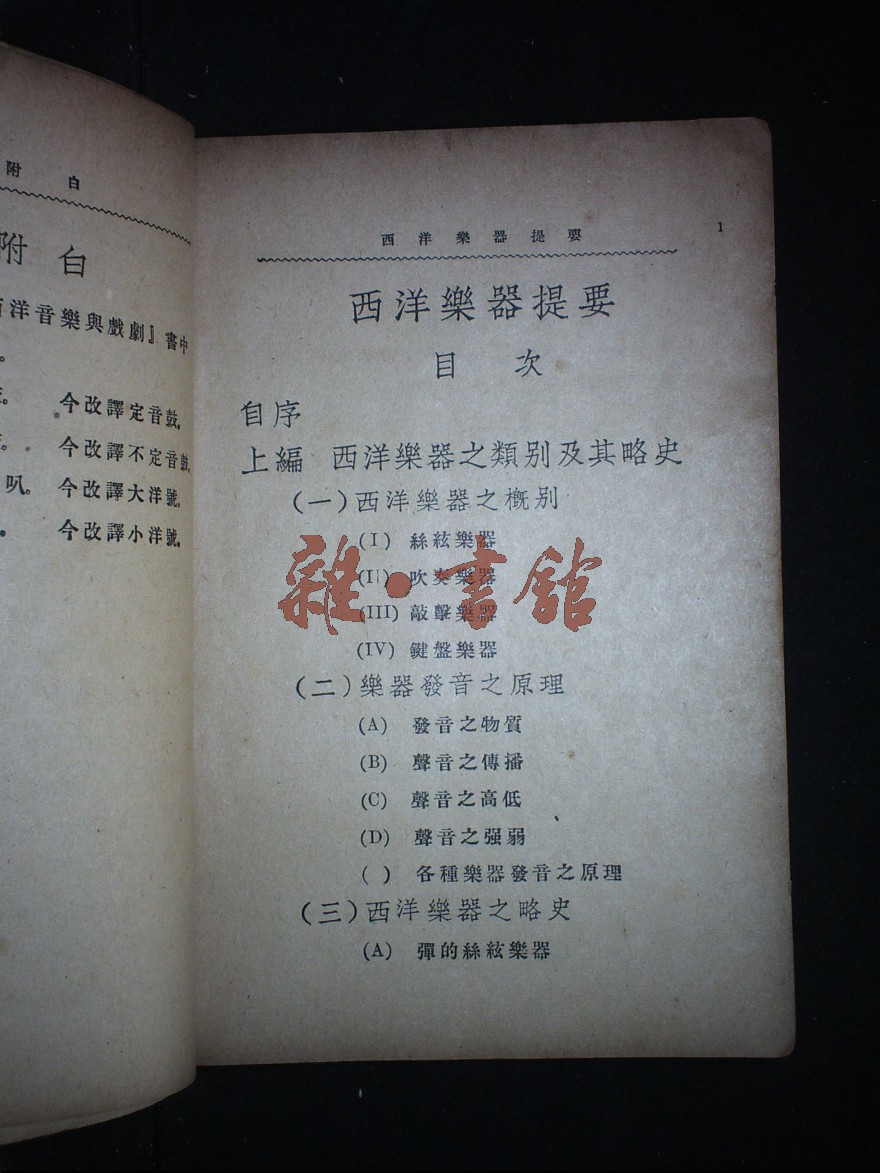 附 白
附 白
西洋音樂與戲劇』書中
。
。 今改譯定音鼓。
。 今改譯不定音鼓。
叭。 今改譯大洋號。
。 今改譯小洋號。
西洋樂器提要 1
西洋樂器提要
目 次
自序
上編 西洋樂器之類別及其略史
(一)西洋樂器之概別
(I) 絲絃樂器
(II) 吹奏樂器
(III) 敲擊樂器
(IV) 鍵盤樂器
(二)樂器發音之原理
(A) 發音之物質
(B) 聲音之傳播
(C) 聲音之高低
(D) 聲音之强弱
( ) 各種樂器發音之原理
(三)西洋樂器之略史
(A) 彈的絲絃樂器
雜·書館